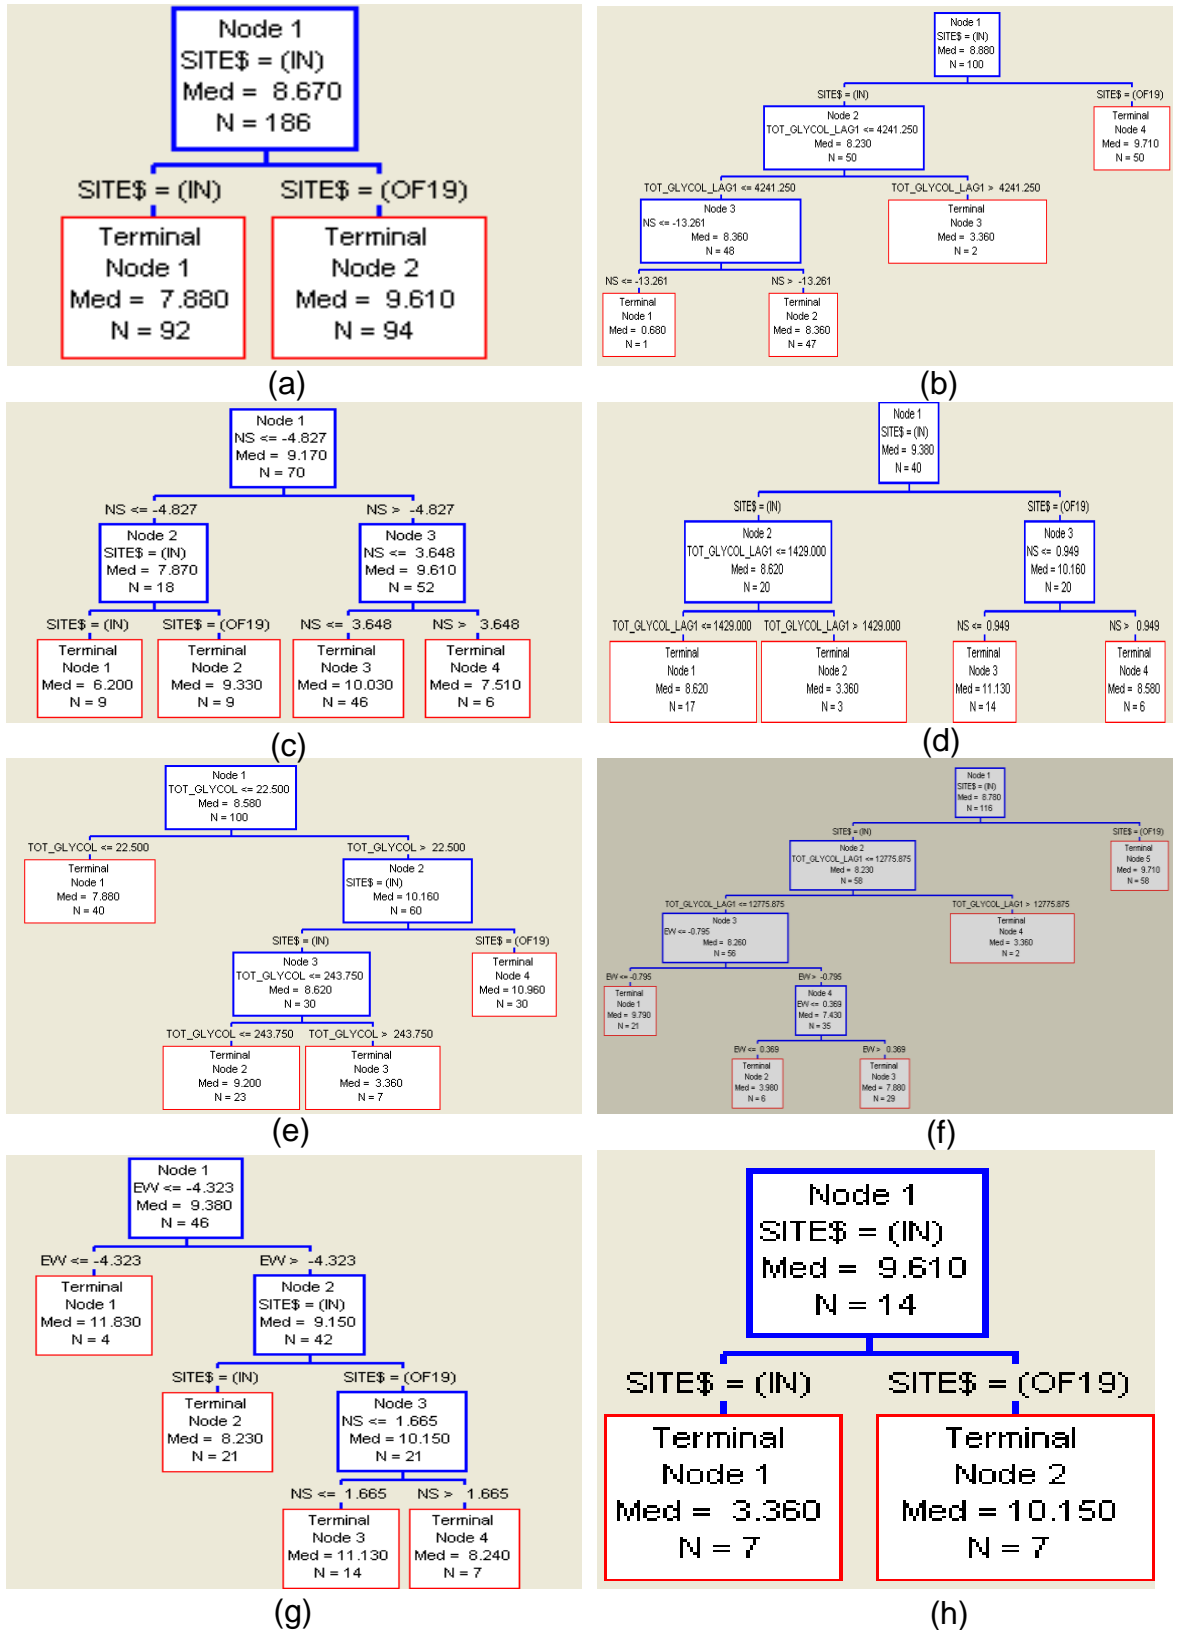 Node 1
SITE$ = (IN)
Med = 8.670
N = 186
SITE$ = (IN) SITE$ = (OF19)
Terminal
Node 1
Med = 7.880
N = 92
Terminal
Node 2
Med = 9.610
N = 94
(a)
Node 1
SITE$ = (IN)
Med = 8.880
N = 100
SITE$ = (IN) SITE$ = (OF19)
Node 2
TOT_GLYCOL_LAG1 <= 4241.250
Med = 8.230
N = 50
Terminal
Node 4
Med = 9.710
N = 50
TOT_GLYCOL_LAG1 <= 4241.250 TOT_GLYCOL_LAG1 > 4241.250
Node 3
NS <= -13.261
Med = 8.360
N = 48
Terminal
Node 3
Med = 3.360
N = 2
NS <= -13.261 NS > -13.261
Terminal
Node 1
Med = 0.680
N = 1
Terminal
Node 2
Med = 8.360
N = 47
(b)
Node 1
NS <= -4.827
Med = 9.170
N = 70
NS <= -4.827 NS > -4.827
Node 2
SITE$ = (IN)
Med = 7.870
N = 18
Node 3
NS <= 3.648
Med = 9.610
N = 52
SITE$ = (IN) SITE$ = (OF19) NS <= 3.648 NS > 3.648
Terminal
Node 1
Med = 6.200
N = 9
Terminal
Node 2
Med = 9.330
N = 9
Terminal
Node 3
Med = 10.030
N = 46
Terminal
Node 4
Med = 7.510
N = 6
(c)
Node 1
SITE$ = (IN)
Med = 9.380
N = 40
SITE$ = (IN) SITE$ = (OF19)
Node 2
TOT_GLYCOL_LAG1 <= 1429.000
Med = 8.620
N = 20
Node 3
NS <= 0.949
Med = 10.160
N = 20
TOT_GLYCOL_LAG1 <= 1429.000 TOT_GLYCOL_LAG1 > 1429.000 NS <= 0.949 NS > 0.949
Terminal
Node 1
Med = 8.620
N = 17
Terminal
Node 2
Med = 3.360
N = 3
Terminal
Node 3
Med = 11.130
N = 14
Terminal
Node 4
Med = 8.580
N = 6
(d)
Node 1
TOT_GLYCOL <= 22.500
Med = 8.580
N = 100
TOT_GLYCOL <= 22.500 TOT_GLYCOL > 22.500
Terminal
Node 1
Med = 7.880
N = 40
Node 2
SITE$ = (IN)
Med = 10.160
N = 60
SITE$ = (IN) SITE$ = (OF19)
Node 3
TOT_GLYCOL <= 243.750
Med = 8.620
N = 30
Terminal
Node 4
Med = 10.960
N = 30
TOT_GLYCOL <= 243.750 TOT_GLYCOL > 243.750
Terminal
Node 2
Med = 9.200
N = 23
Terminal
Node 3
Med = 3.360
N = 7
(e)
Node 1
SITE$ = (IN)
Med = 8.780
N = 116
SITE$ = (IN) SITE$ = (OF19)
Node 2
TOT_GLYCOL_LAG1 <= 12775.875
Med = 8.230
N = 58
Terminal
Node 5
Med = 9.710
N = 58
TOT_GLYCOL_LAG1 <= 12775.875 TOT_GLYCOL_LAG1 > 12775.875
Node 3
EW <= -0.795
Med = 8.260
N = 56
Terminal
Node 4
Med = 3.360
N = 2
EW <= -0.795 EW > -0.795
Terminal
Node 1
Med = 9.790
N = 21
Node 4
EW <= 0.369
Med = 7.430
N = 35
EW <= 0.369 EW > 0.369
Terminal
Node 2
Med = 3.980
N = 6
Terminal
Node 3
Med = 7.880
N = 29
(f)
Node 1
EW <= -4.323
Med = 9.380
N = 46
EW <= -4.323 EW > -4.323
Terminal
Node 1
Med = 11.830
N = 4
Node 2
SITE$ = (IN)
Med = 9.150
N = 42
SITE$ = (IN) SITE$ = (OF19)
Terminal
Node 2
Med = 8.230
N = 21
Node 3
NS <= 1.665
Med = 10.150
N = 21
NS <= 1.665 NS > 1.665
Terminal
Node 3
Med = 11.130
N = 14
Terminal
Node 4
Med = 8.240
N = 7
(g)
Node 1
SITE$ = (IN)
Med = 9.610
N = 14
SITE$ = (IN) SITE$ = (OF19)
Terminal
Node 1
Med = 3.360
N = 7
Terminal
Node 2
Med = 10.150
N = 7
(h)